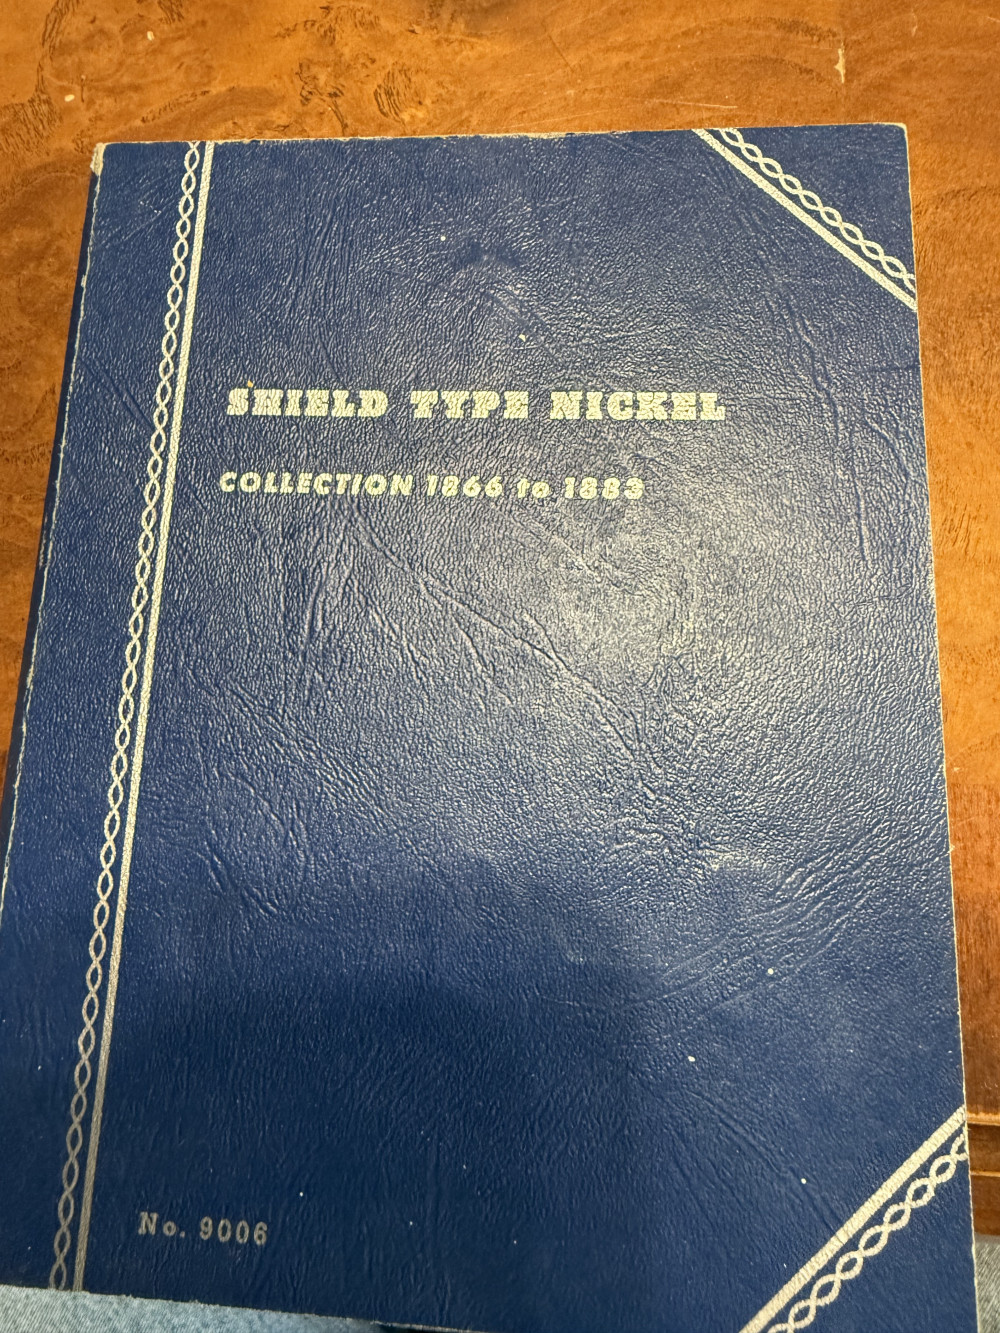 SHIELD TYPE NICKEL
COLLECTION 1866 to 1883
No. 9006